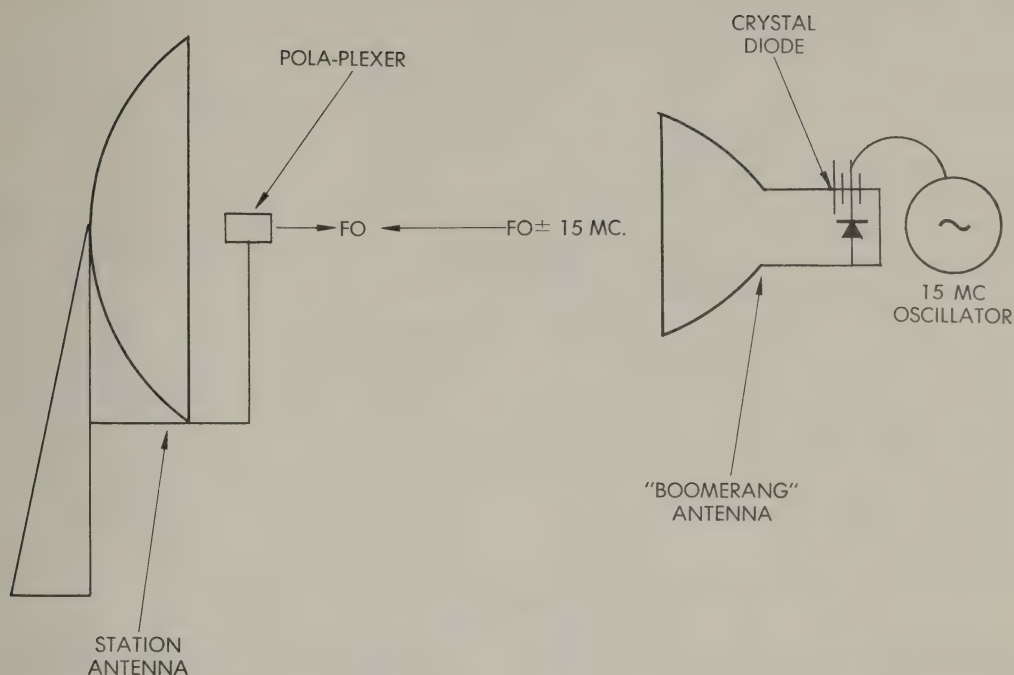 POLA-PLEXER
CRYSTAL
DIODE
FO
FO± 15 MC.
15 MC
OSCILLATOR
"BOOMERANG"
ANTENNA
STATION
ANTENNA